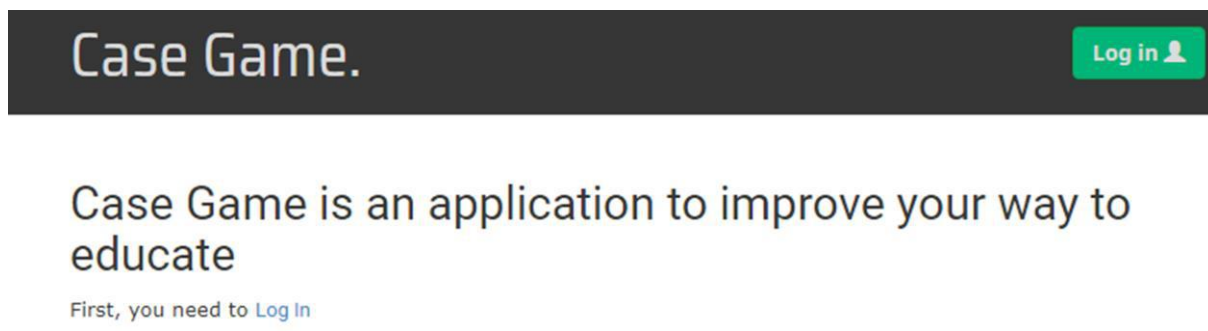 Case Game.
Log in
Case Game is an application to improve your way to
educate
First, you need to Log In